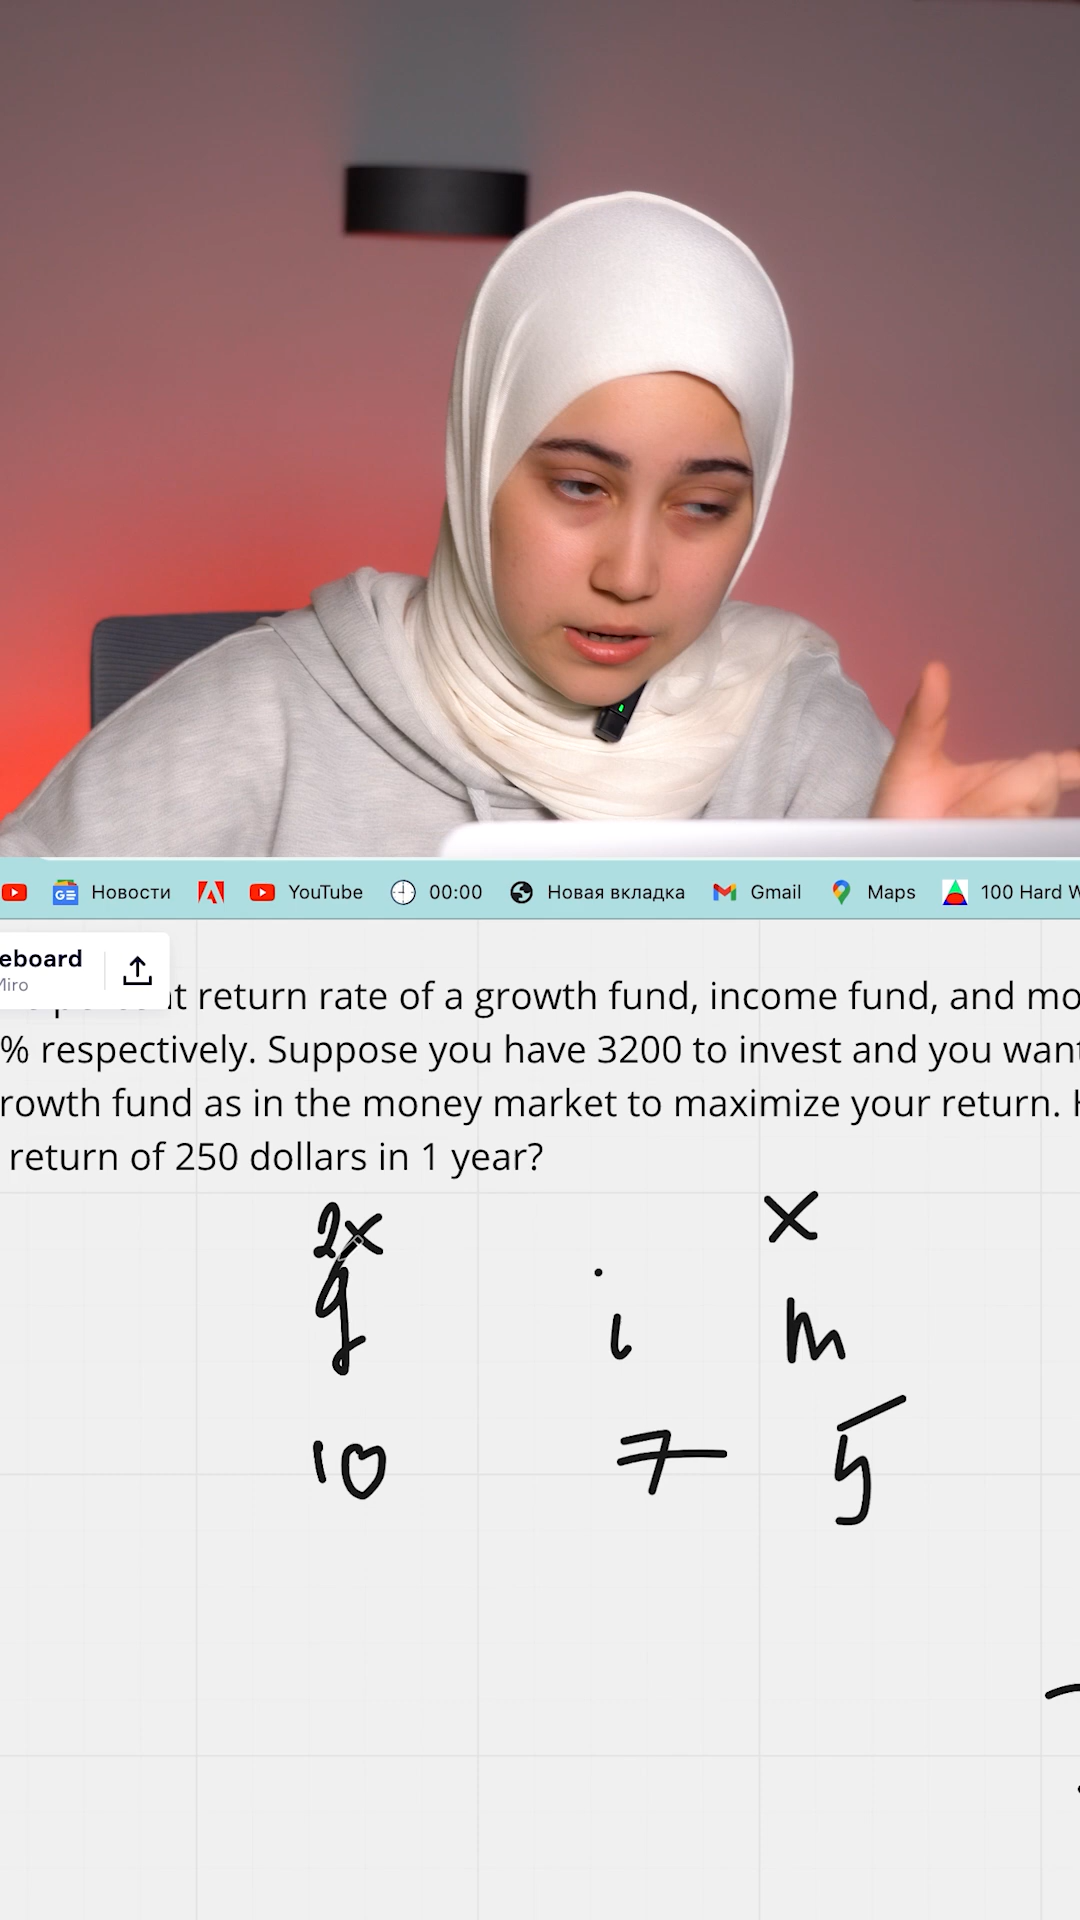 Новости YouTube 00:00 Новая вкладка Gmail Maps 100 Hard W
eboard
Miro
t return rate of a growth fund, income fund, and mo
% respectively. Suppose you have 3200 to invest and you want
rowth fund as in the money market to maximize your return. H
return of 250 dollars in 1 year?
2x x
g i m
10 7 5